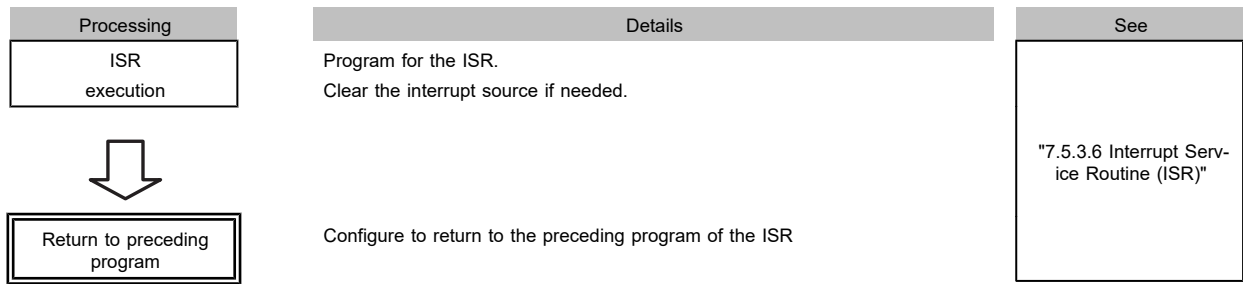 Processing
Details
See
ISR
execution
Program for the ISR.
Clear the interrupt source if needed.
"7.5.3.6 Interrupt Serv-
ice Routine (ISR)"
Return to preceding
program
Configure to return to the preceding program of the ISR